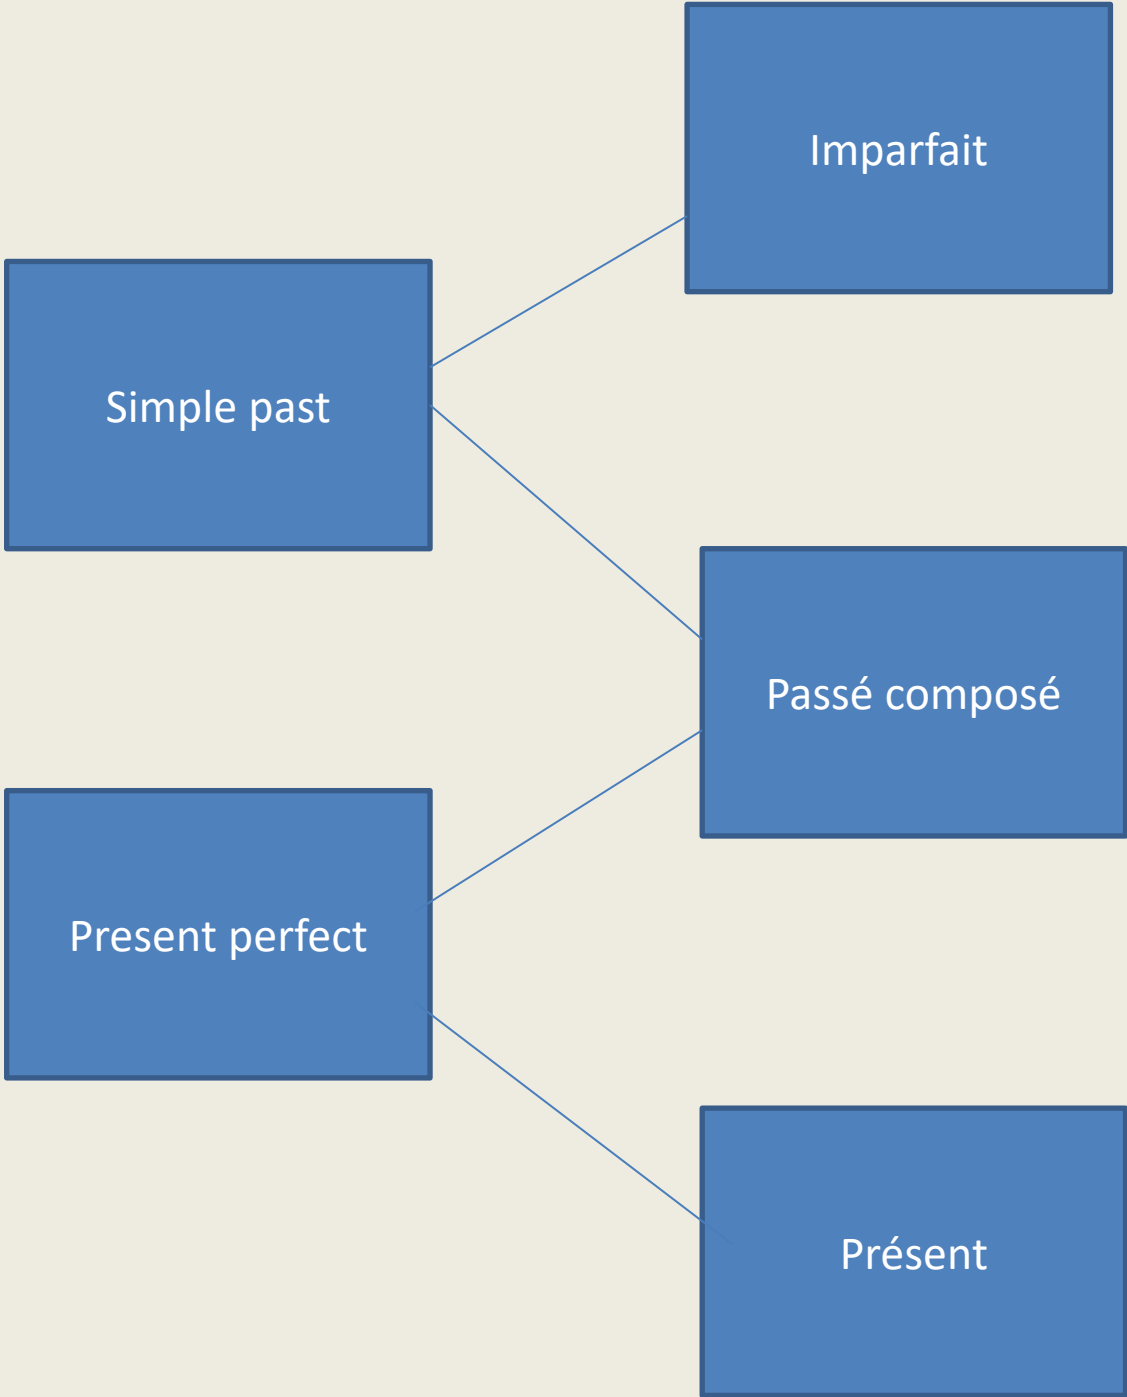 Imparfait
Simple past
Passé composé
Present perfect
Présent